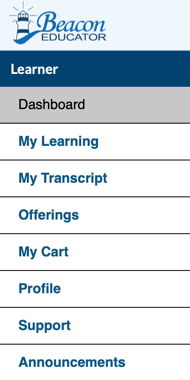 Beacon
EDUCATOR
Learner
Dashboard
My Learning
My Transcript
Offerings
My Cart
Profile
Support
Announcements